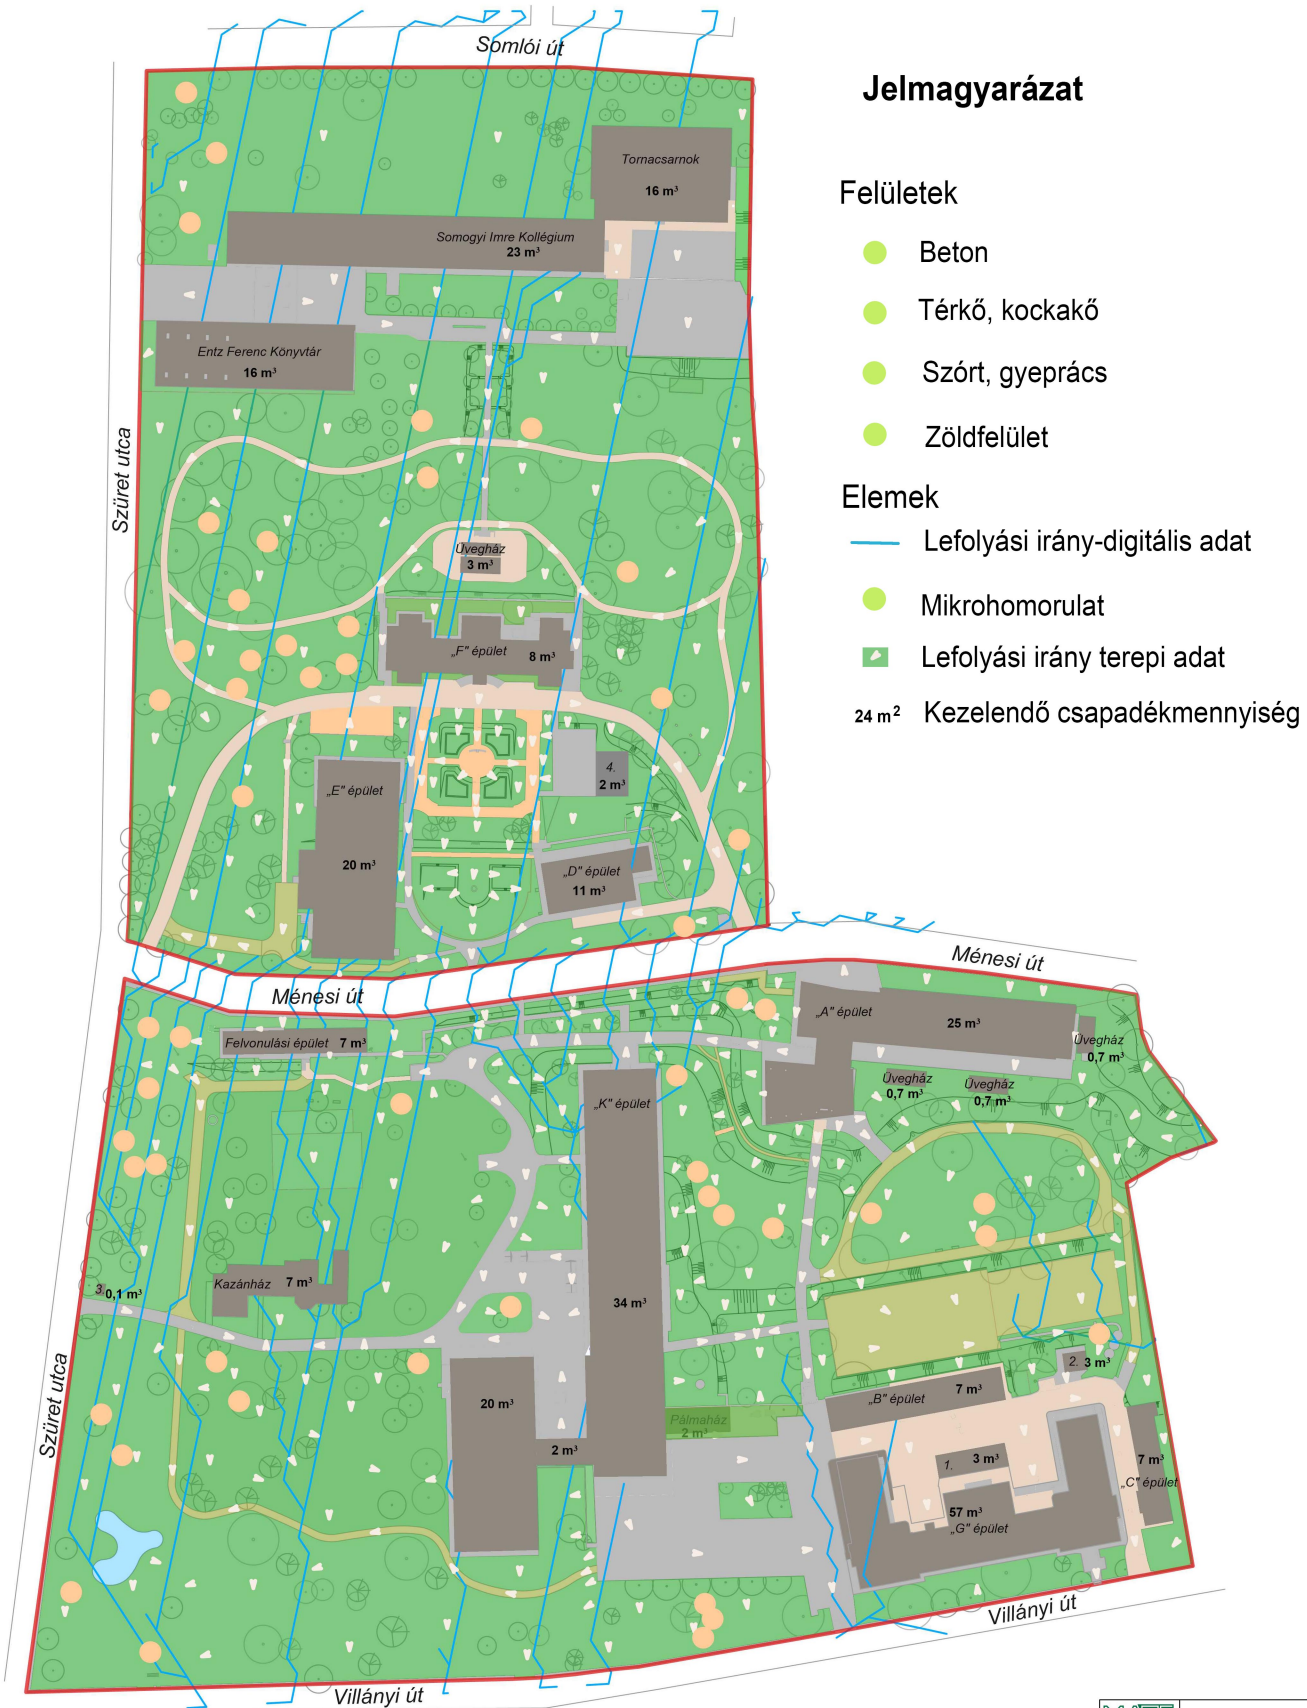 Somlói út
Jelmagyarázat
Felületek
Beton
Térkő, kockakő
Szórt, gyeprács
Zöldfelület
Elemek
Lefolyási irány-digitális adat
Mikrohomorulat
Lefolyási irány terepi adat
24 m² Kezelendő csapadékmennyiség
Tornacsarnok
16 m³
Somogyi Imre Kollégium
23 m³
Entz Ferenc Könyvtár
16 m³
Szüret utca
Üvegház
3 m³
„F" épület 8 m³
4.
2 m³
„E" épület
20 m³
„D" épület
11 m³
Ménesi út
Ménesi út
Felvonulási épület 7 m³
„A" épület
25 m³
Üvegház
0,7 m³
Üvegház
0,7 m³
Üvegház
0,7 m³
„K" épület
34 m³
Kazánház 7 m³
3. 0,1 m³
Szüret utca
20 m³
2 m³
Pálmaház
2 m³
2. 3 m³
„B" épület 7 m³
1. 3 m³
7 m³
„C" épület
57 m³
„G" épület
Villányi út
Villányi út